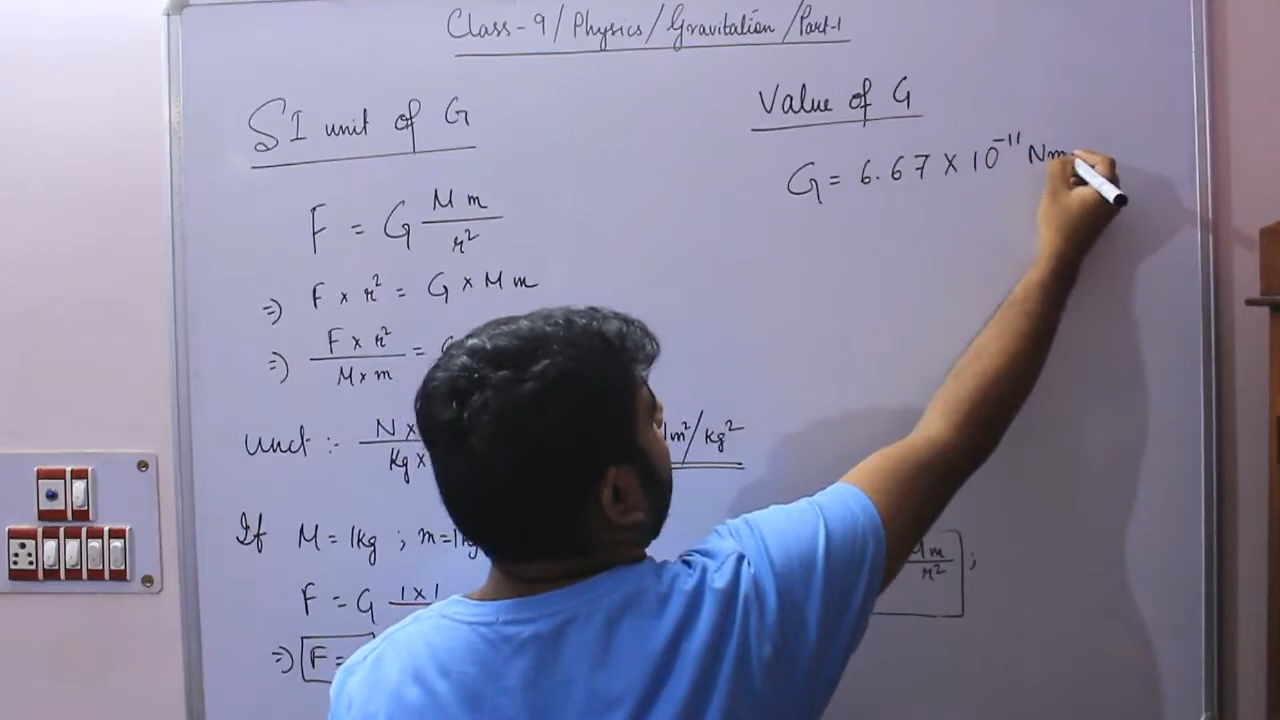 Class-9/Physics/Gravitation/Part-1
SI unit of G
F = G Mm/r²
=) F × r² = G × Mm
=) F × r² / M × m =
Unit :- N × / Kg ×
m²/Kg²
If M = 1kg ; m = 1kg
F = G 1×1
=) F =
Value of G
G = 6.67 × 10⁻¹¹ Nm
Mm/r² ;